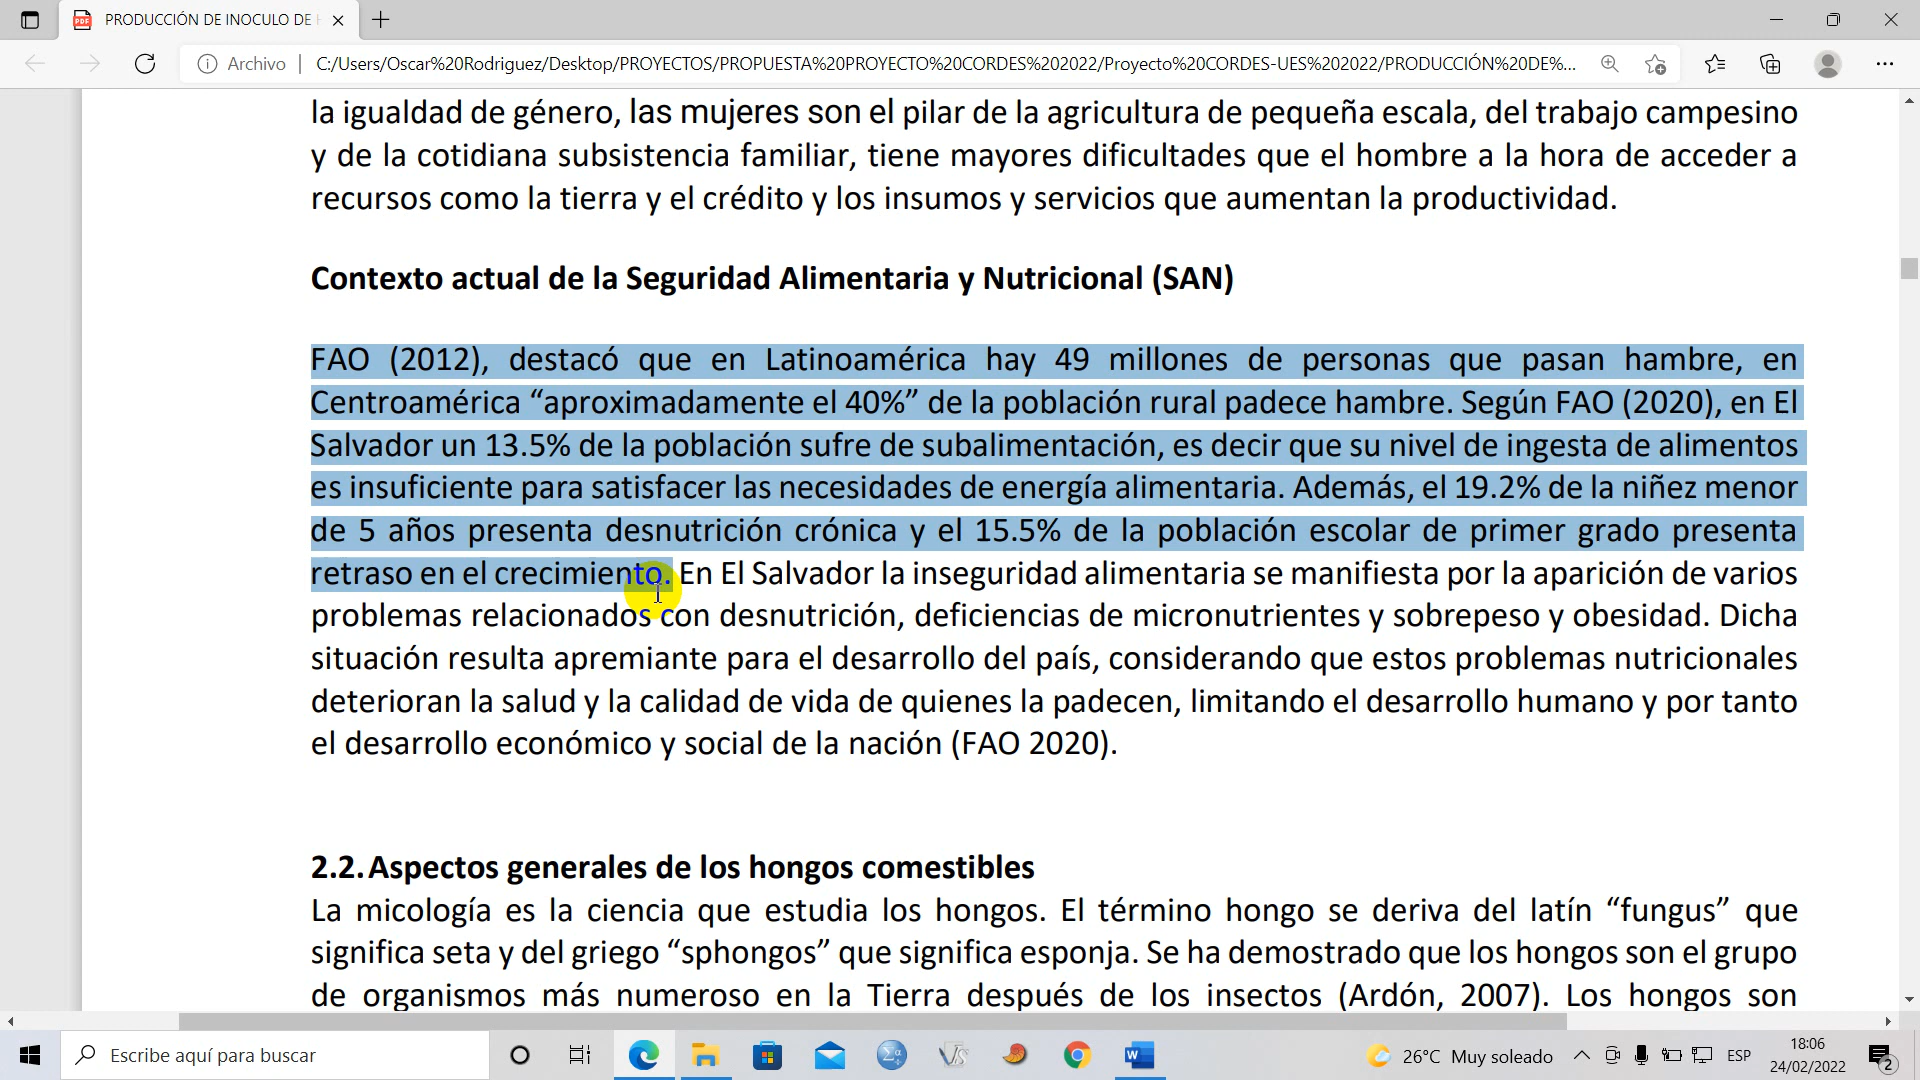 PRODUCCIÓN DE INOCULO DE
Archivo
C:/Users/Oscar%20Rodriguez/Desktop/PROYECTOS/PROPUESTA%20PROYECTO%20CORDES%202022/Proyecto%20CORDES-UES%202022/PRODUCCIÓN%20DE%...
la igualdad de género, las mujeres son el pilar de la agricultura de pequeña escala, del trabajo campesino
y de la cotidiana subsistencia familiar, tiene mayores dificultades que el hombre a la hora de acceder a
recursos como la tierra y el crédito y los insumos y servicios que aumentan la productividad.
Contexto actual de la Seguridad Alimentaria y Nutricional (SAN)
FAO (2012), destacó que en Latinoamérica hay 49 millones de personas que pasan hambre, en
Centroamérica “aproximadamente el 40%” de la población rural padece hambre. Según FAO (2020), en El
Salvador un 13.5% de la población sufre de subalimentación, es decir que su nivel de ingesta de alimentos
es insuficiente para satisfacer las necesidades de energía alimentaria. Además, el 19.2% de la niñez menor
de 5 años presenta desnutrición crónica y el 15.5% de la población escolar de primer grado presenta
retraso en el crecimiento. En El Salvador la inseguridad alimentaria se manifiesta por la aparición de varios
problemas relacionados con desnutrición, deficiencias de micronutrientes y sobrepeso y obesidad. Dicha
situación resulta apremiante para el desarrollo del país, considerando que estos problemas nutricionales
deterioran la salud y la calidad de vida de quienes la padecen, limitando el desarrollo humano y por tanto
el desarrollo económico y social de la nación (FAO 2020).
2.2. Aspectos generales de los hongos comestibles
La micología es la ciencia que estudia los hongos. El término hongo se deriva del latín “fungus” que
significa seta y del griego “sphongos” que significa esponja. Se ha demostrado que los hongos son el grupo
de organismos más numeroso en la Tierra después de los insectos (Ardón, 2007). Los hongos son
Escribe aquí para buscar
26°C Muy soleado
ESP
18:06
24/02/2022
2